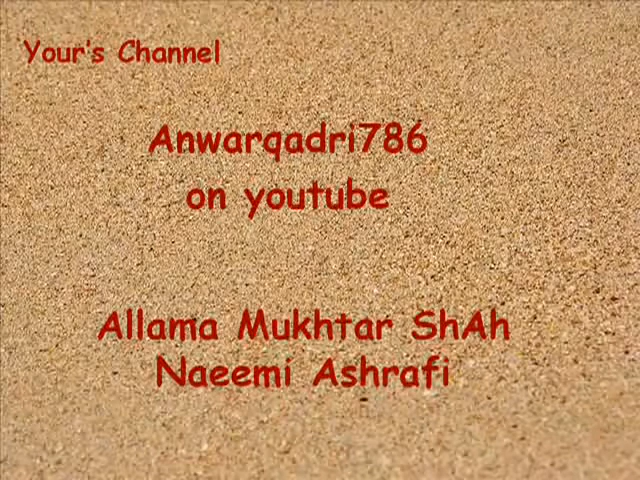 Your's Channel
Anwarqadri786
on youtube
Allama Mukhtar ShAh
Naeemi Ashrafi